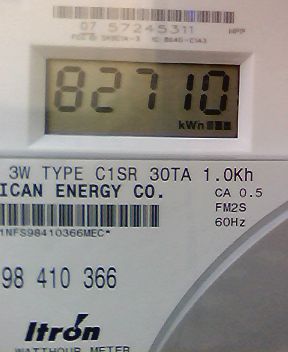 07 57245311
82710
kWh
3W TYPE C1SR 30TA 1.0Kh
ICAN ENERGY CO.
CA 0.5
FM2S
60Hz
1NFS98410366MEC*
98 410 366
Itron
WATTHOUR METER